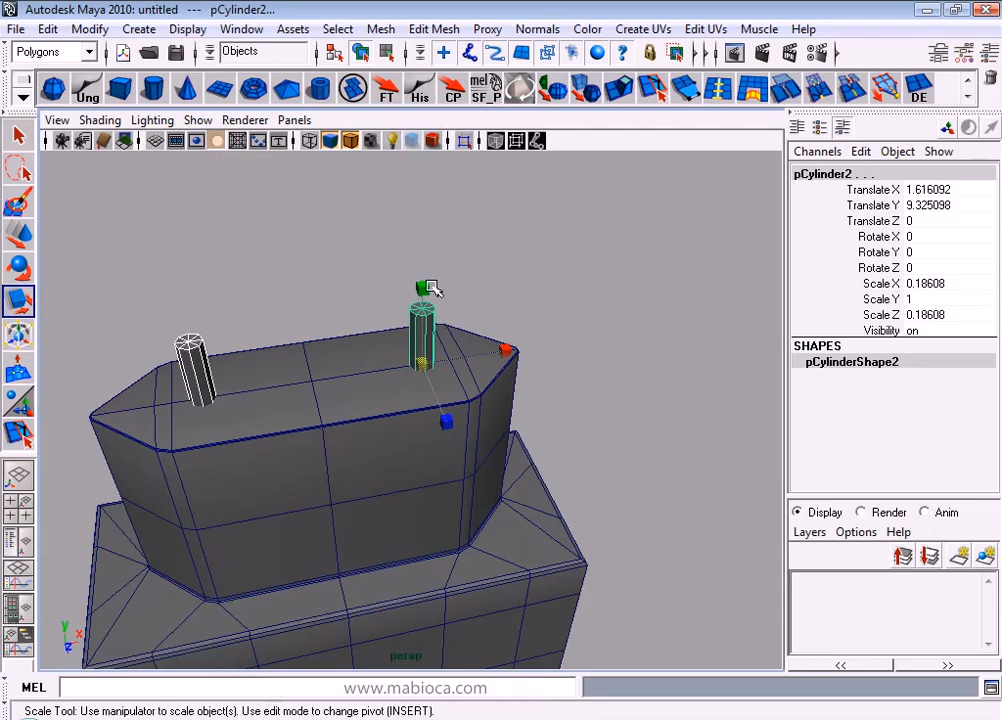 Autodesk Maya 2010: untitled --- pCylinder2...
File Edit Modify Create Display Window Assets Select Mesh Edit Mesh Proxy Normals Color Create UVs Edit UVs Muscle Help
Polygons Objects
Ung FT His CP mel SF_P DE
View Shading Lighting Show Renderer Panels
Channels Edit Object Show
pCylinder2 . . .
Translate X 1.616092
Translate Y 9.325098
Translate Z 0
Rotate X 0
Rotate Y 0
Rotate Z 0
Scale X 0.18608
Scale Y 1
Scale Z 0.18608
Visibility on
SHAPES
pCylinderShape2
Display Render Anim
Layers Options Help
y
x
z
persp
<< >>
MEL www.mabioca.com
Scale Tool: Use manipulator to scale object(s). Use edit mode to change pivot (INSERT).